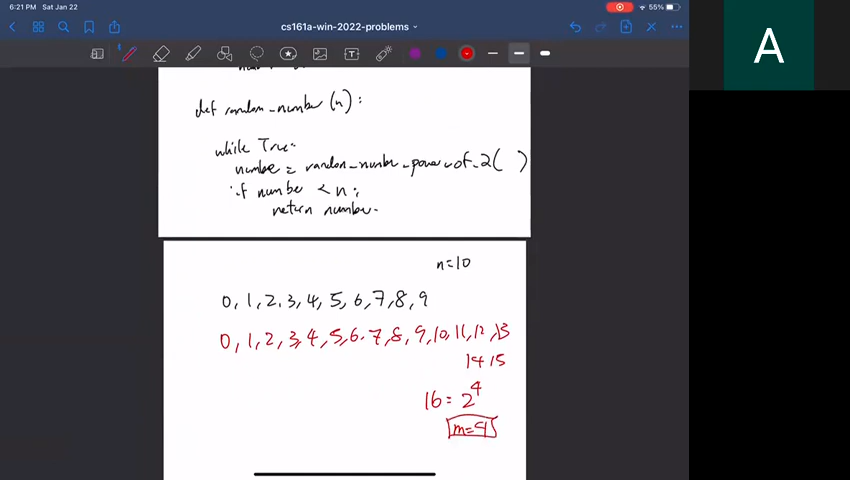 6:21 PM Sat Jan 22
55%
cs161a-win-2022-problems
def random_number (n):
while True:
number = random_number_power_of_2( )
if number < n:
return number.
n=10
0, 1, 2, 3, 4, 5, 6, 7, 8, 9
0, 1, 2, 3, 4, 5, 6, 7, 8, 9, 10, 11, 12, 13
14 15
16 = 2^4
m=4
A